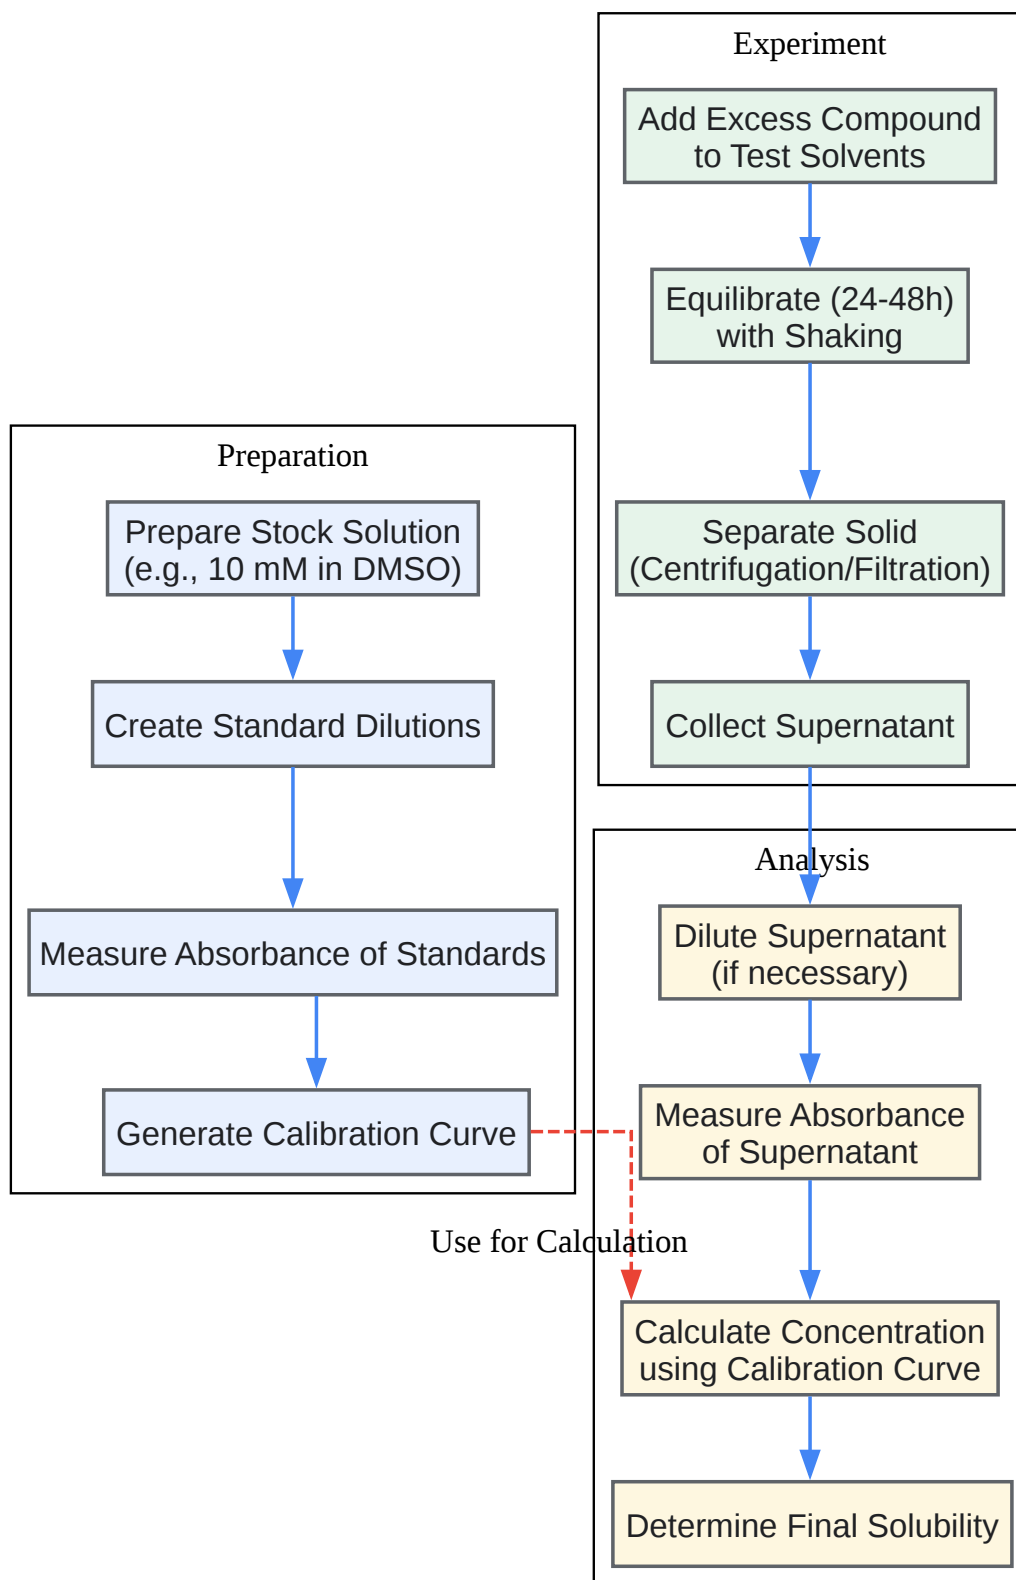 Experiment
Add Excess Compound
to Test Solvents
Equilibrate (24-48h)
with Shaking
Separate Solid
(Centrifugation/Filtration)
Collect Supernatant
Preparation
Prepare Stock Solution
(e.g., 10 mM in DMSO)
Create Standard Dilutions
Measure Absorbance of Standards
Generate Calibration Curve
Use for Calculation
Analysis
Dilute Supernatant
(if necessary)
Measure Absorbance
of Supernatant
Calculate Concentration
using Calibration Curve
Determine Final Solubility